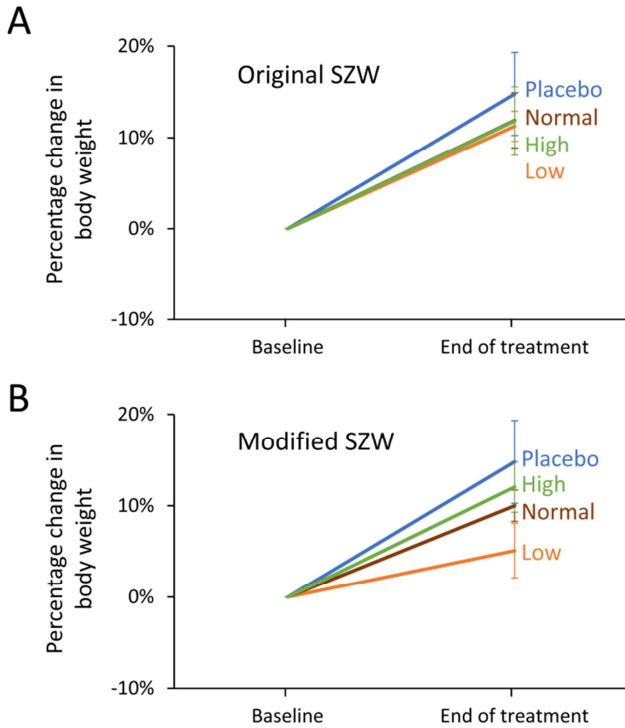 A
Percentage change in
body weight
20%
10%
0%
-10%
Original SZW
Placebo
Normal
High
Low
Baseline
End of treatment
B
Percentage change in
body weight
20%
10%
0%
-10%
Modified SZW
Placebo
High
Normal
Low
Baseline
End of treatment